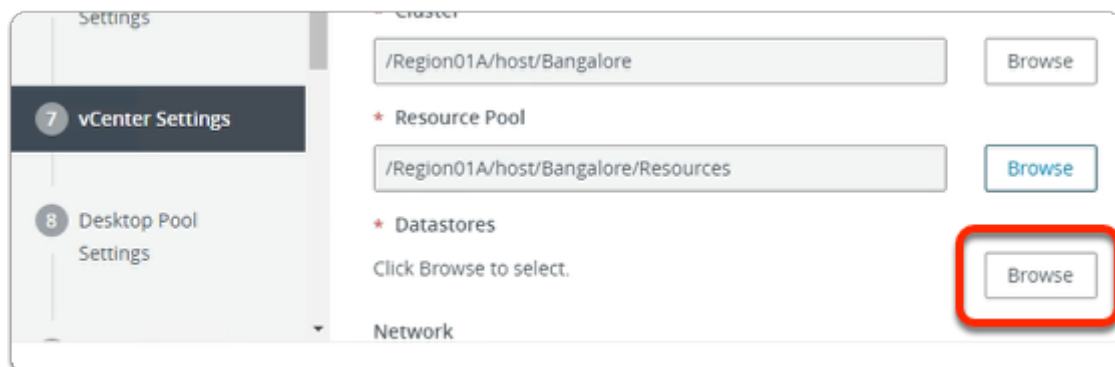 Settings
7 vCenter Settings
8 Desktop Pool
Settings
* Cluster
/Region01A/host/Bangalore Browse
* Resource Pool
/Region01A/host/Bangalore/Resources Browse
* Datastores
Click Browse to select. Browse
Network